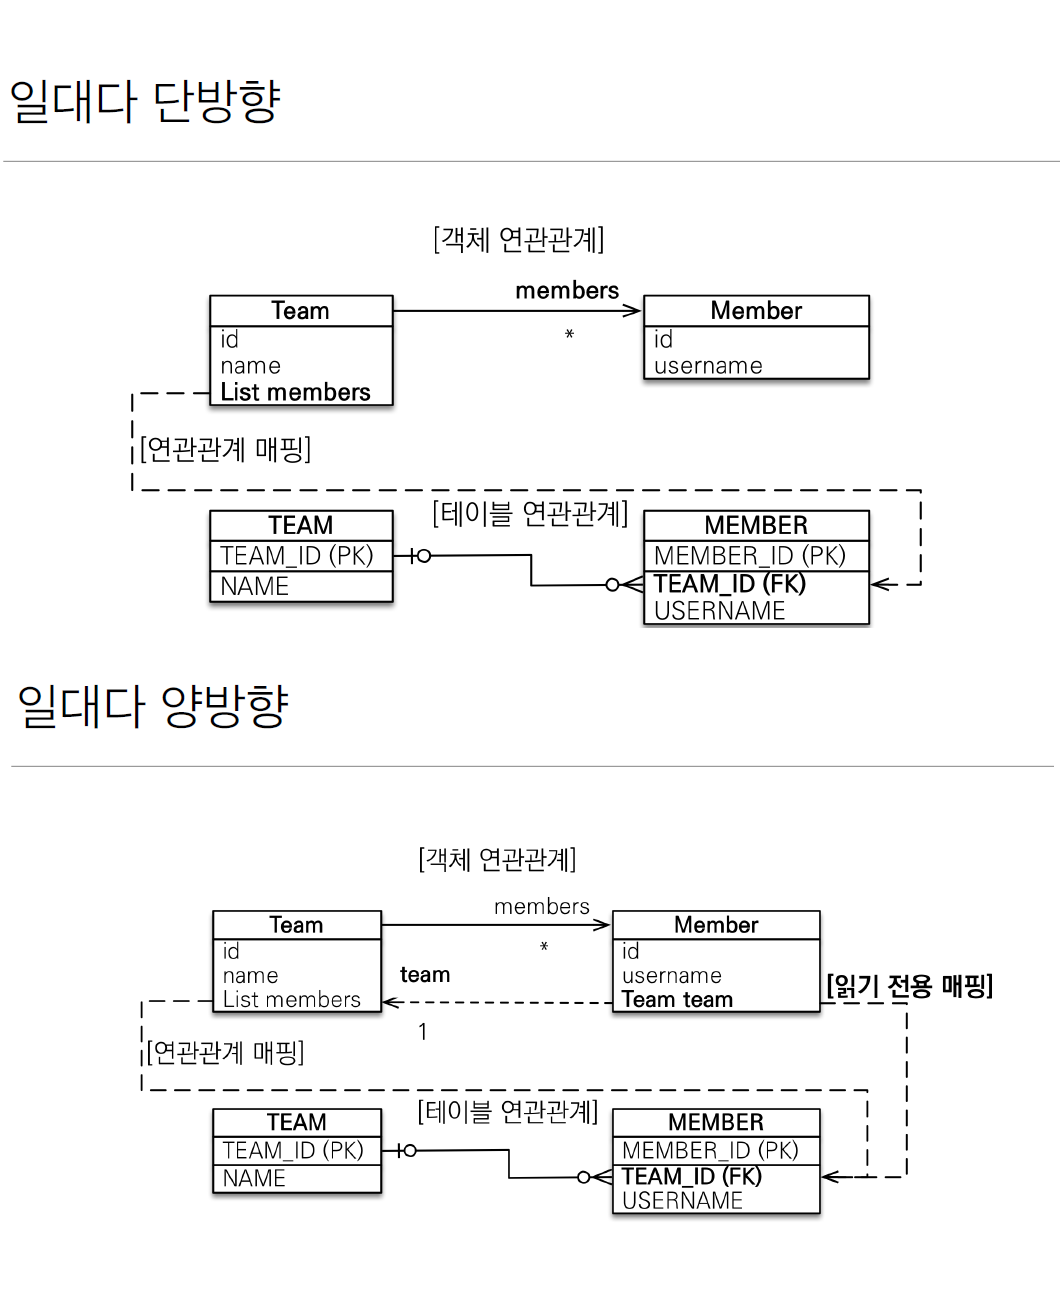 일대다 단방향
[객체 연관관계]
members
Team
Member
*
id
name
List members
id
username
[연관관계 매핑]
[테이블 연관관계]
TEAM
TEAM_ID (PK)
NAME
MEMBER
MEMBER_ID (PK)
TEAM_ID (FK)
USERNAME
일대다 양방향
[객체 연관관계]
members
Team
Member
*
id
name
List members
team
1
id
username
Team team
[읽기 전용 매핑]
[연관관계 매핑]
[테이블 연관관계]
TEAM
TEAM_ID (PK)
NAME
MEMBER
MEMBER_ID (PK)
TEAM_ID (FK)
USERNAME